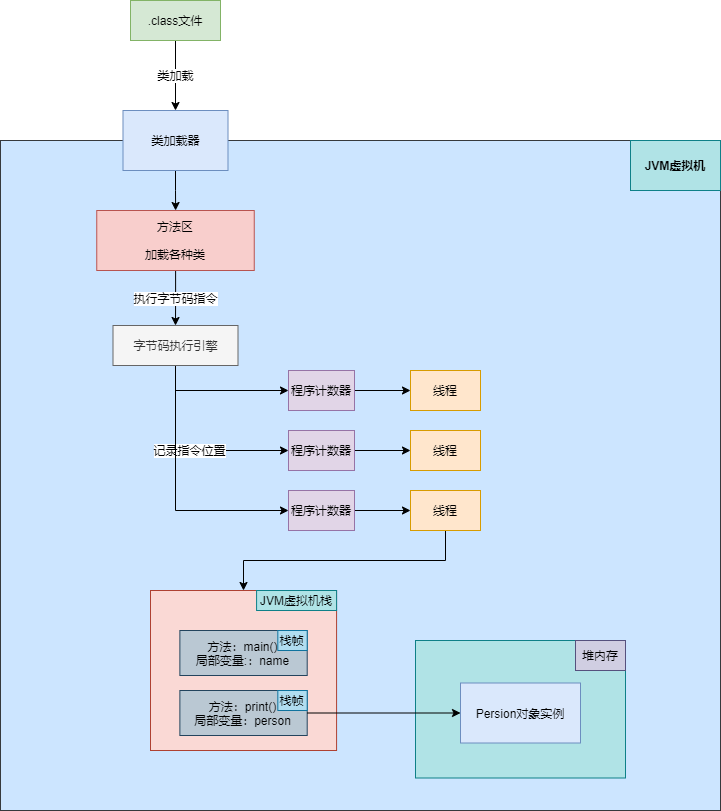 .class文件
类加载
类加载器
JVM虚拟机
方法区
加载各种类
执行字节码指令
字节码执行引擎
程序计数器
线程
记录指令位置
程序计数器
线程
程序计数器
线程
JVM虚拟机栈
栈帧
方法：main()
局部变量:：name
栈帧
方法：print()
局部变量：person
堆内存
Persion对象实例